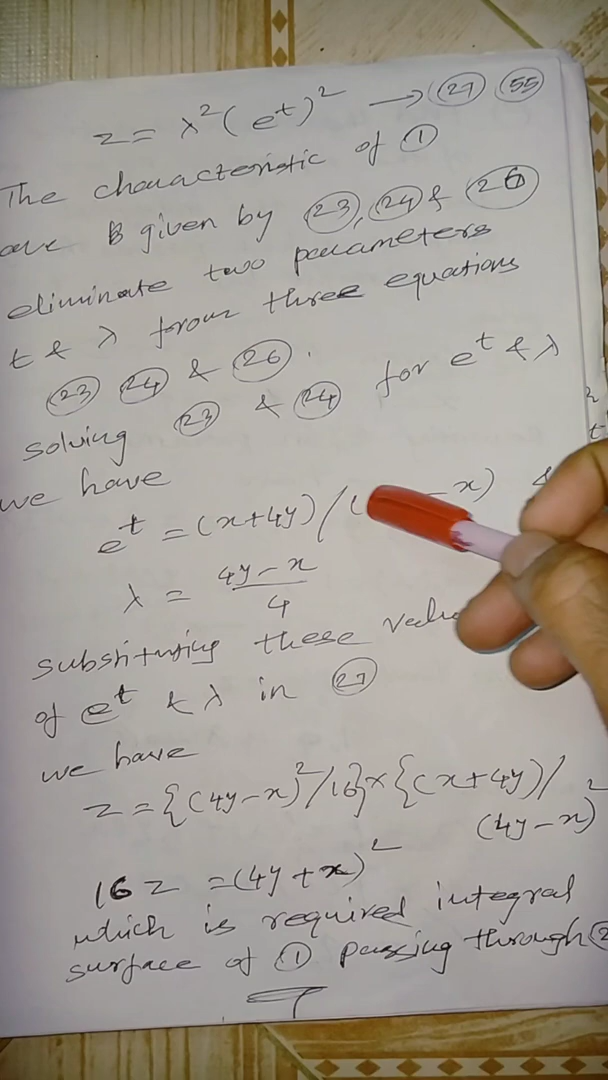 z = λ²(eᵗ)² → (27) (55)
The characteristic of (1)
are given by (23), (24) & (26)
eliminate two parameters
t & λ from three equations
(23) (24) & (26).
solving (23) & (24) for eᵗ & λ
we have
eᵗ = (x+4y)/( - x) &
λ = 4y - x / 4
these
of eᵗ & λ in (27)
we have
z = {(4y-x)²/16} × {(x+4y)/
(4y-x)²
16z = (4y+x)²
which is required integral
surface of (1) passing through (2